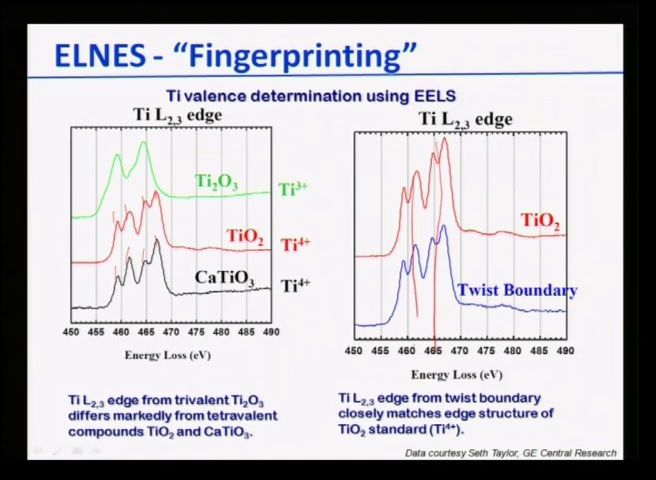 ELNES - “Fingerprinting”
Ti valence determination using EELS
Ti L2,3 edge
Ti2O3
Ti3+
TiO2
Ti4+
CaTiO3
Ti4+
450 455 460 465 470 475 480 485 490
Energy Loss (eV)
Ti L2,3 edge from trivalent Ti2O3
differs markedly from tetravalent
compounds TiO2 and CaTiO3.
Ti L2,3 edge
TiO2
Twist Boundary
450 455 460 465 470 475 480 485 490
Energy Loss (eV)
Ti L2,3 edge from twist boundary
closely matches edge structure of
TiO2 standard (Ti4+).
Data courtesy Seth Taylor, GE Central Research